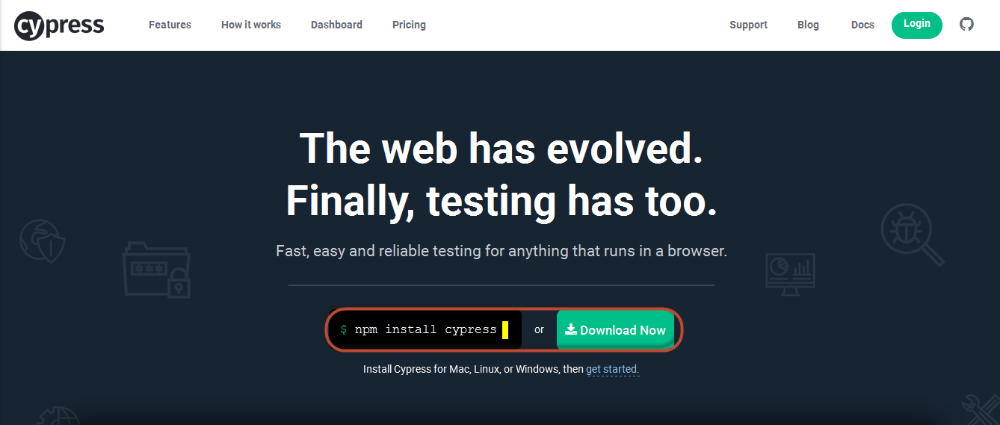 cypress
Features How it works Dashboard Pricing Support Blog Docs Login
The web has evolved.
Finally, testing has too.
Fast, easy and reliable testing for anything that runs in a browser.
$ npm install cypress or Download Now
Install Cypress for Mac, Linux, or Windows, then get started.